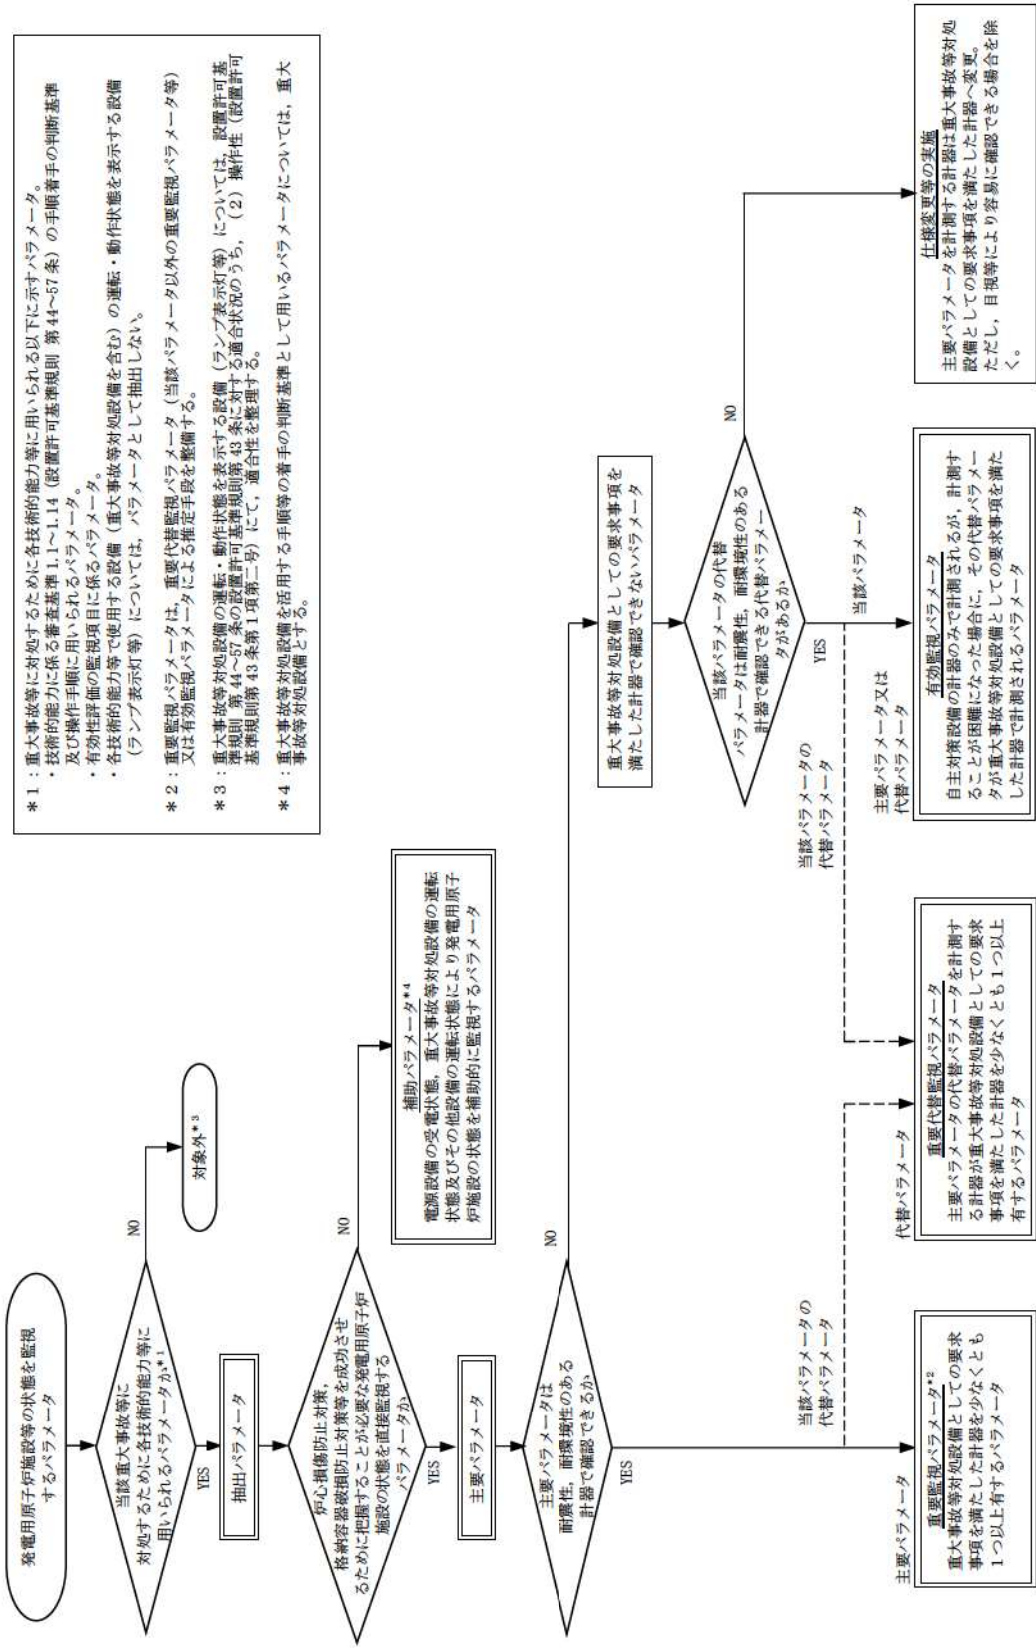 発電用原子炉施設等の状態を監視
するパラメータ
当該重大事故等に
対処するために各技術的能力等に
用いられるパラメータか*1
NO
対象外*3
YES
抽出パラメータ
炉心損傷防止対策,
格納容器破損防止対策等を成功させ
るために把握することが必要な発電用原子炉
施設の状態を直接監視する
パラメータか
NO
補助パラメータ*4
電源設備の受電状態,重大事故等対処設備の運転
状態及びその他設備の運転状態により発電用原子
炉施設の状態を補助的に監視するパラメータ
YES
主要パラメータ
主要パラメータは
耐震性,耐環境性のある
計器で確認できるか
NO
YES
重大事故等対処設備としての要求事項を
満たした計器で確認できないパラメータ
当該パラメータの代替
パラメータは耐震性,耐環境性のある
計器で確認できる代替パラメー
タがあるか
NO
YES
当該パラメータの
代替パラメータ
当該パラメータの
代替パラメータ
当該パラメータ
主要パラメータ
重要監視パラメータ*2
重大事故等対処設備としての要求
事項を満たした計器を少なくとも
1つ以上有するパラメータ
代替パラメータ
重要代替監視パラメータ
主要パラメータの代替パラメータを計測す
る計器が重大事故等対処設備としての要求
事項を満たした計器を少なくとも1つ以上
有するパラメータ
主要パラメータ又は
代替パラメータ
有効監視パラメータ
自主対策設備の計器のみで計測されるが,計測す
ることが困難になった場合に,その代替パラメー
タが重大事故等対処設備としての要求事項を満た
した計器で計測されるパラメータ
仕様変更等の実施
主要パラメータを計測する計器は重大事故等対処
設備としての要求事項を満たした計器へ変更。
ただし,目視等により容易に確認できる場合を除
く。
*1:重大事故等に対処するために各技術的能力等に用いられる以下に示すパラメータ。
・技術的能力に係る審査基準 1.1~1.14(設置許可基準規則 第 44~57 条)の手順着手の判断基準
及び操作手順に用いられるパラメータ。
・有効性評価の監視項目に係るパラメータ。
・各技術的能力等で使用する設備(重大事故等対処設備を含む)の運転・動作状態を表示する設備
(ランプ表示灯等)については,パラメータとして抽出しない。
*2:重要監視パラメータは,重要代替監視パラメータ(当該パラメータ以外の重要監視パラメータ等)
又は有効監視パラメータによる推定手段を整備する。
*3:重大事故等対処設備の運転・動作状態を表示する設備(ランプ表示灯等)については,設置許可基
準規則 第 44~57 条の設置許可基準規則第 43 条に対する適合状況のうち,(2)操作性(設置許可
基準規則第 43 条第 1 項第二号)にて,適合性を整理する。
*4:重大事故等対処設備を活用する手順等の着手の判断基準として用いるパラメータについては,重大
事故等対処設備とする。